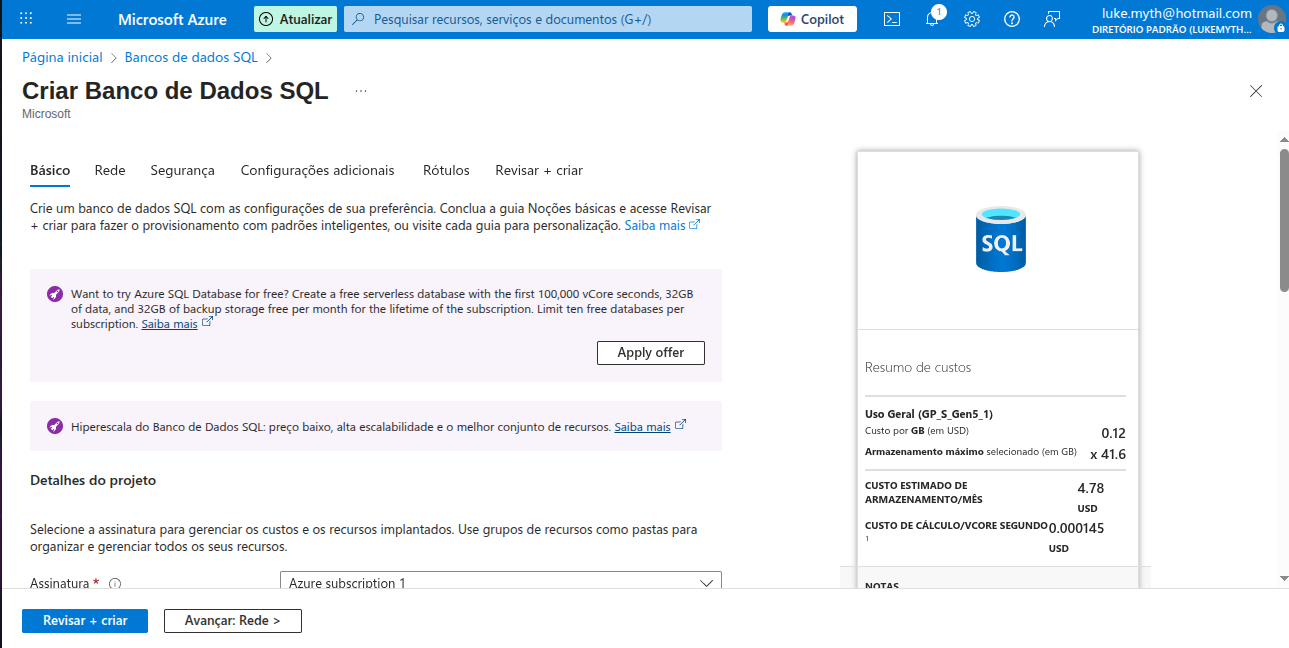 Microsoft Azure
Atualizar
Pesquisar recursos, serviços e documentos (G+/)
Copilot
1
luke.myth@hotmail.com
DIRETÓRIO PADRÃO (LUKEMYTH...
Página inicial > Bancos de dados SQL >
Criar Banco de Dados SQL ...
Microsoft
Básico Rede Segurança Configurações adicionais Rótulos Revisar + criar
Crie um banco de dados SQL com as configurações de sua preferência. Conclua a guia Noções básicas e acesse Revisar
+ criar para fazer o provisionamento com padrões inteligentes, ou visite cada guia para personalização. Saiba mais
Want to try Azure SQL Database for free? Create a free serverless database with the first 100,000 vCore seconds, 32GB
of data, and 32GB of backup storage free per month for the lifetime of the subscription. Limit ten free databases per
subscription. Saiba mais
Apply offer
Hiperescala do Banco de Dados SQL: preço baixo, alta escalabilidade e o melhor conjunto de recursos. Saiba mais
Detalhes do projeto
Selecione a assinatura para gerenciar os custos e os recursos implantados. Use grupos de recursos como pastas para
organizar e gerenciar todos os seus recursos.
Assinatura *
Azure subscription 1
SQL
Resumo de custos
Uso Geral (GP_S_Gen5_1)
Custo por GB (em USD) 0.12
Armazenamento máximo selecionado (em GB) x 41.6
CUSTO ESTIMADO DE 4.78
ARMAZENAMENTO/MÊS
USD
CUSTO DE CÁLCULO/VCORE SEGUNDO 0.000145
1
USD
NOTAS
Revisar + criar
Avançar: Rede >